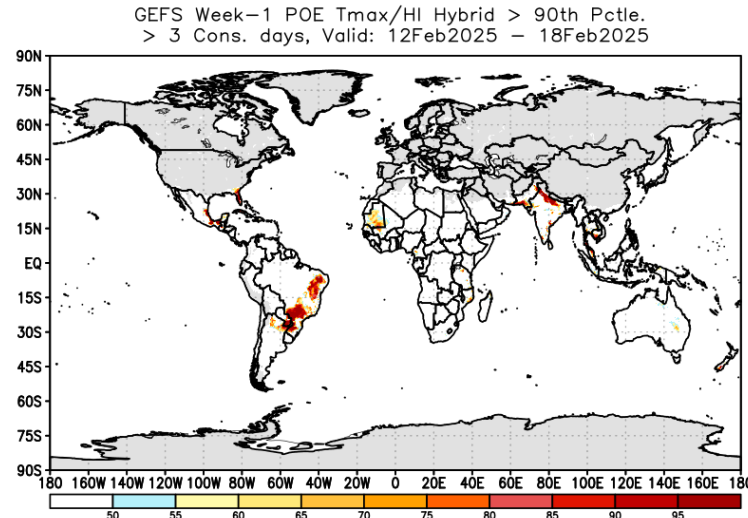 GEFS Week-1 POE Tmax/HI Hybrid > 90th Pctle.
> 3 Cons. days, Valid: 12Feb2025 - 18Feb2025
90N
75N
60N
45N
30N
15N
EQ
15S
30S
45S
60S
75S
90S
180 160W 140W 120W 100W 80W 60W 40W 20W 0 20E 40E 60E 80E 100E 120E 140E 160E 180
50 55 60 65 70 75 80 85 90 95